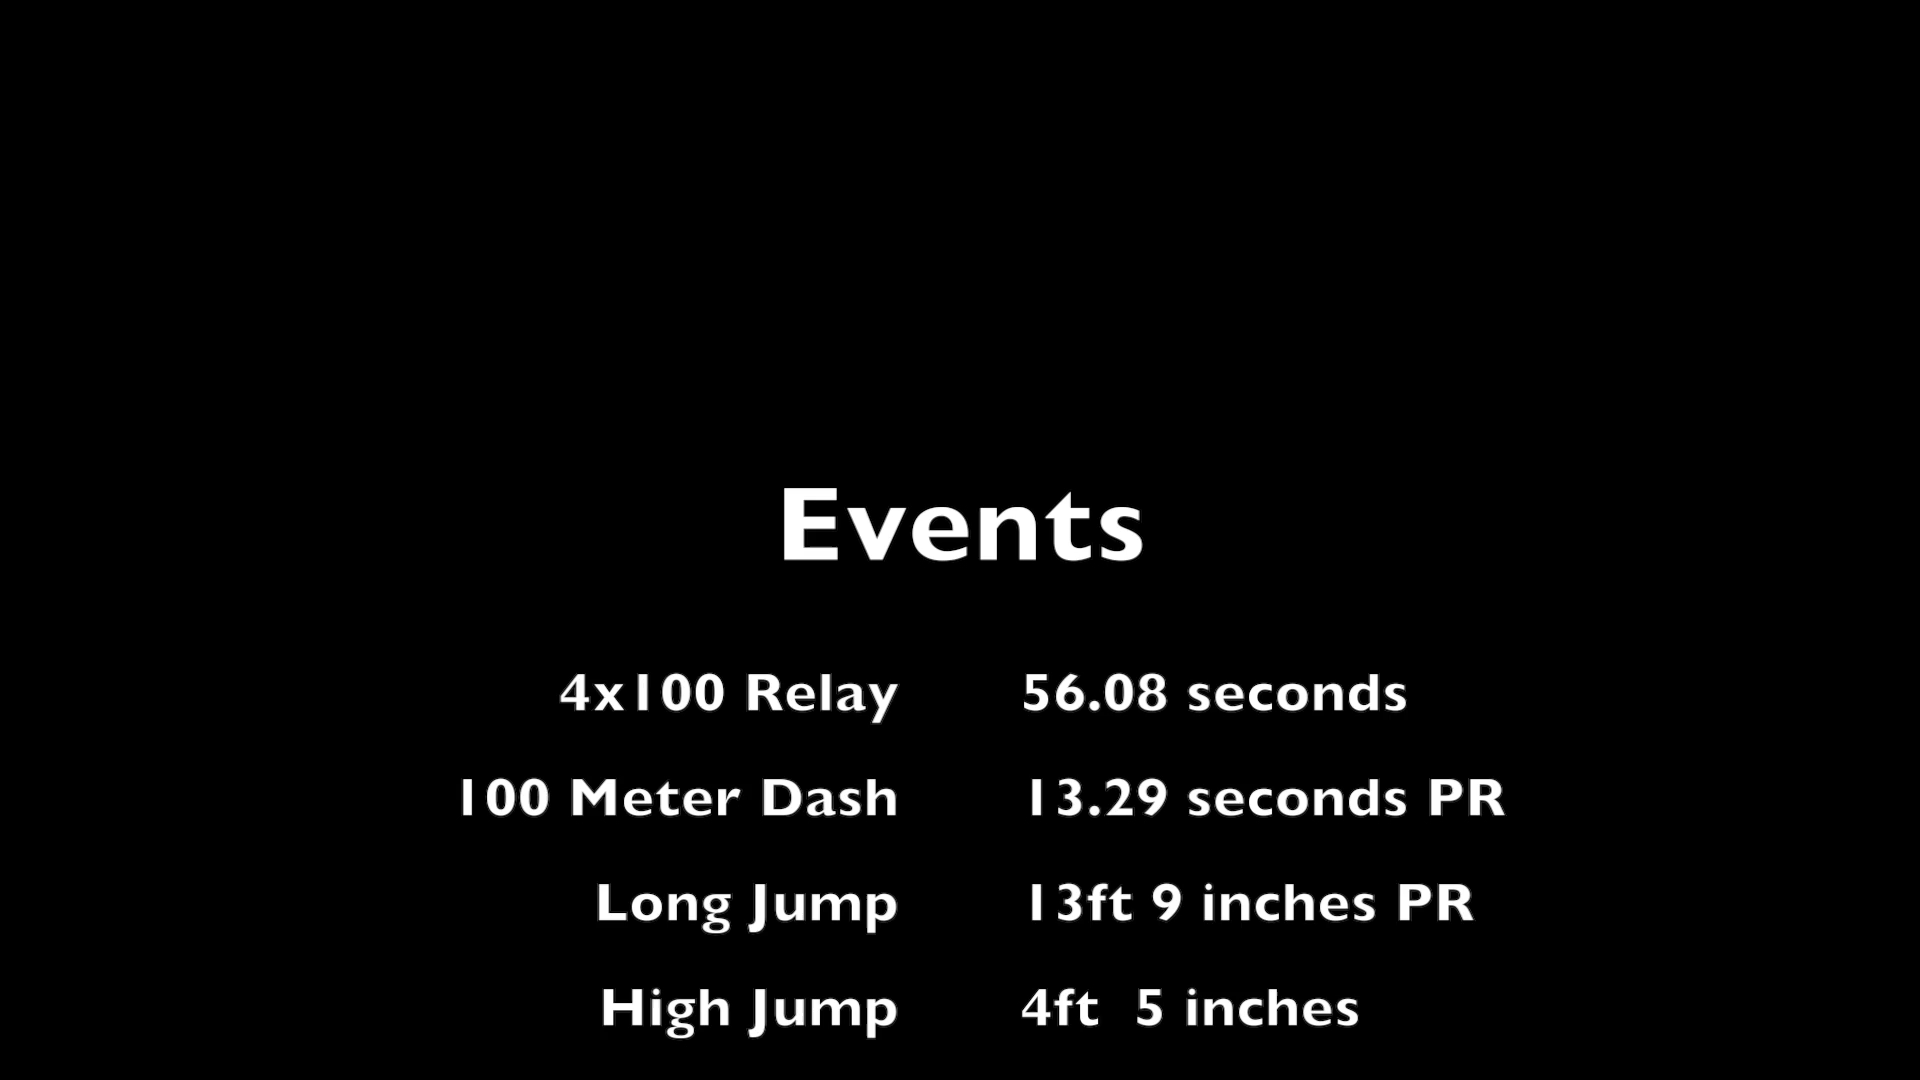 Events
4x100 Relay 56.08 seconds
100 Meter Dash 13.29 seconds PR
Long Jump 13ft 9 inches PR
High Jump 4ft  5 inches